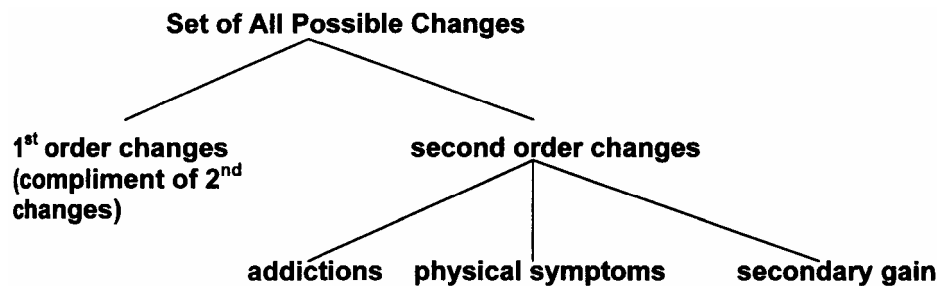 Set of All Possible Changes
1st order changes
(compliment of 2nd
changes)
second order changes
addictions
physical symptoms
secondary gain